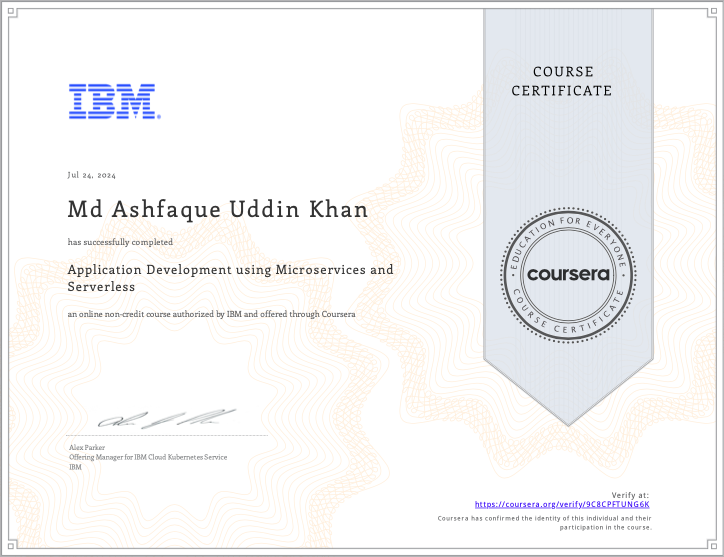 IBM®
Jul 24, 2024
Md Ashfaque Uddin Khan
has successfully completed
Application Development using Microservices and
Serverless
an online non-credit course authorized by IBM and offered through Coursera
Alex Parker
Offering Manager for IBM Cloud Kubernetes Service
IBM
COURSE
CERTIFICATE
EDUCATION FOR EVERYONE
coursera
COURSE CERTIFICATE
Verify at:
https://coursera.org/verify/9C8CPFTUNG6K
Coursera has confirmed the identity of this individual and their
participation in the course.